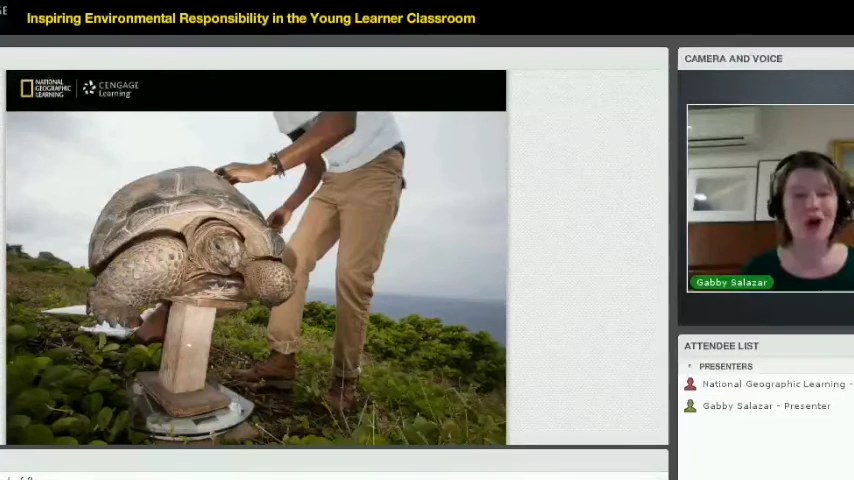 Inspiring Environmental Responsibility in the Young Learner Classroom
NATIONAL
GEOGRAPHIC
LEARNING
CENGAGE
Learning
CAMERA AND VOICE
Gabby Salazar
ATTENDEE LIST
PRESENTERS
National Geographic Learning -
Gabby Salazar - Presenter